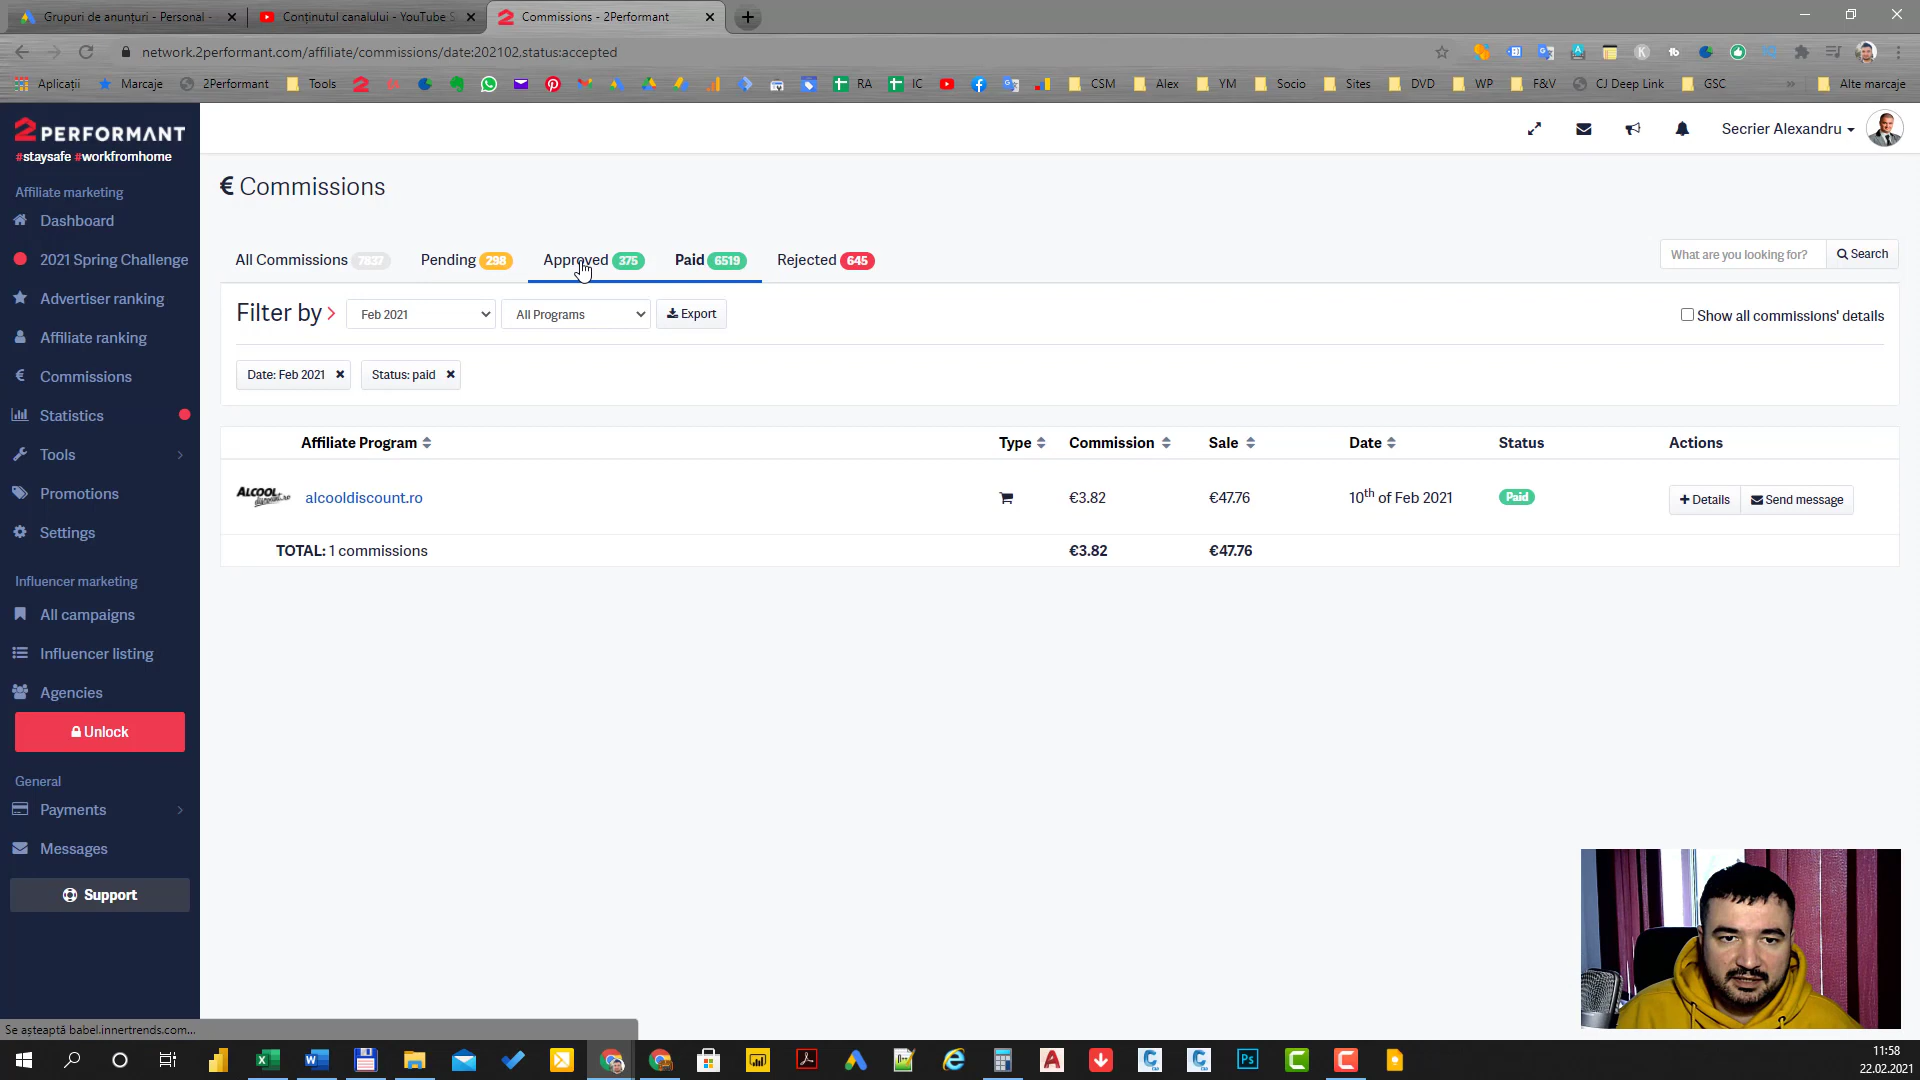 Grupuri de anunțuri - Personal -
Conținutul canalului - YouTube S
Commissions - 2Performant
network.2performant.com/affiliate/commissions/date:202102.status:accepted
Aplicații
Marcaje
2Performant
Tools
RA
IC
CSM
Alex
YM
Socio
Sites
DVD
WP
F&V
CJ Deep Link
GSC
Alte marcaje
2PERFORMANT
#staysafe #workfromhome
Secrier Alexandru
Affiliate marketing
Dashboard
2021 Spring Challenge
Advertiser ranking
Affiliate ranking
Commissions
Statistics
Tools
Promotions
Settings
Influencer marketing
All campaigns
Influencer listing
Agencies
Unlock
General
Payments
Messages
Support
€ Commissions
All Commissions 7837
Pending 298
Approved 375
Paid 6519
Rejected 645
What are you looking for?
Search
Filter by
Feb 2021
All Programs
Export
Show all commissions' details
Date: Feb 2021
Status: paid
Affiliate Program
Type
Commission
Sale
Date
Status
Actions
ALCOOL discount.ro
alcooldiscount.ro
€3.82
€47.76
10th of Feb 2021
Paid
+ Details
Send message
TOTAL: 1 commissions
€3.82
€47.76
Se așteaptă babel.innertrends.com...
11:58
22.02.2021